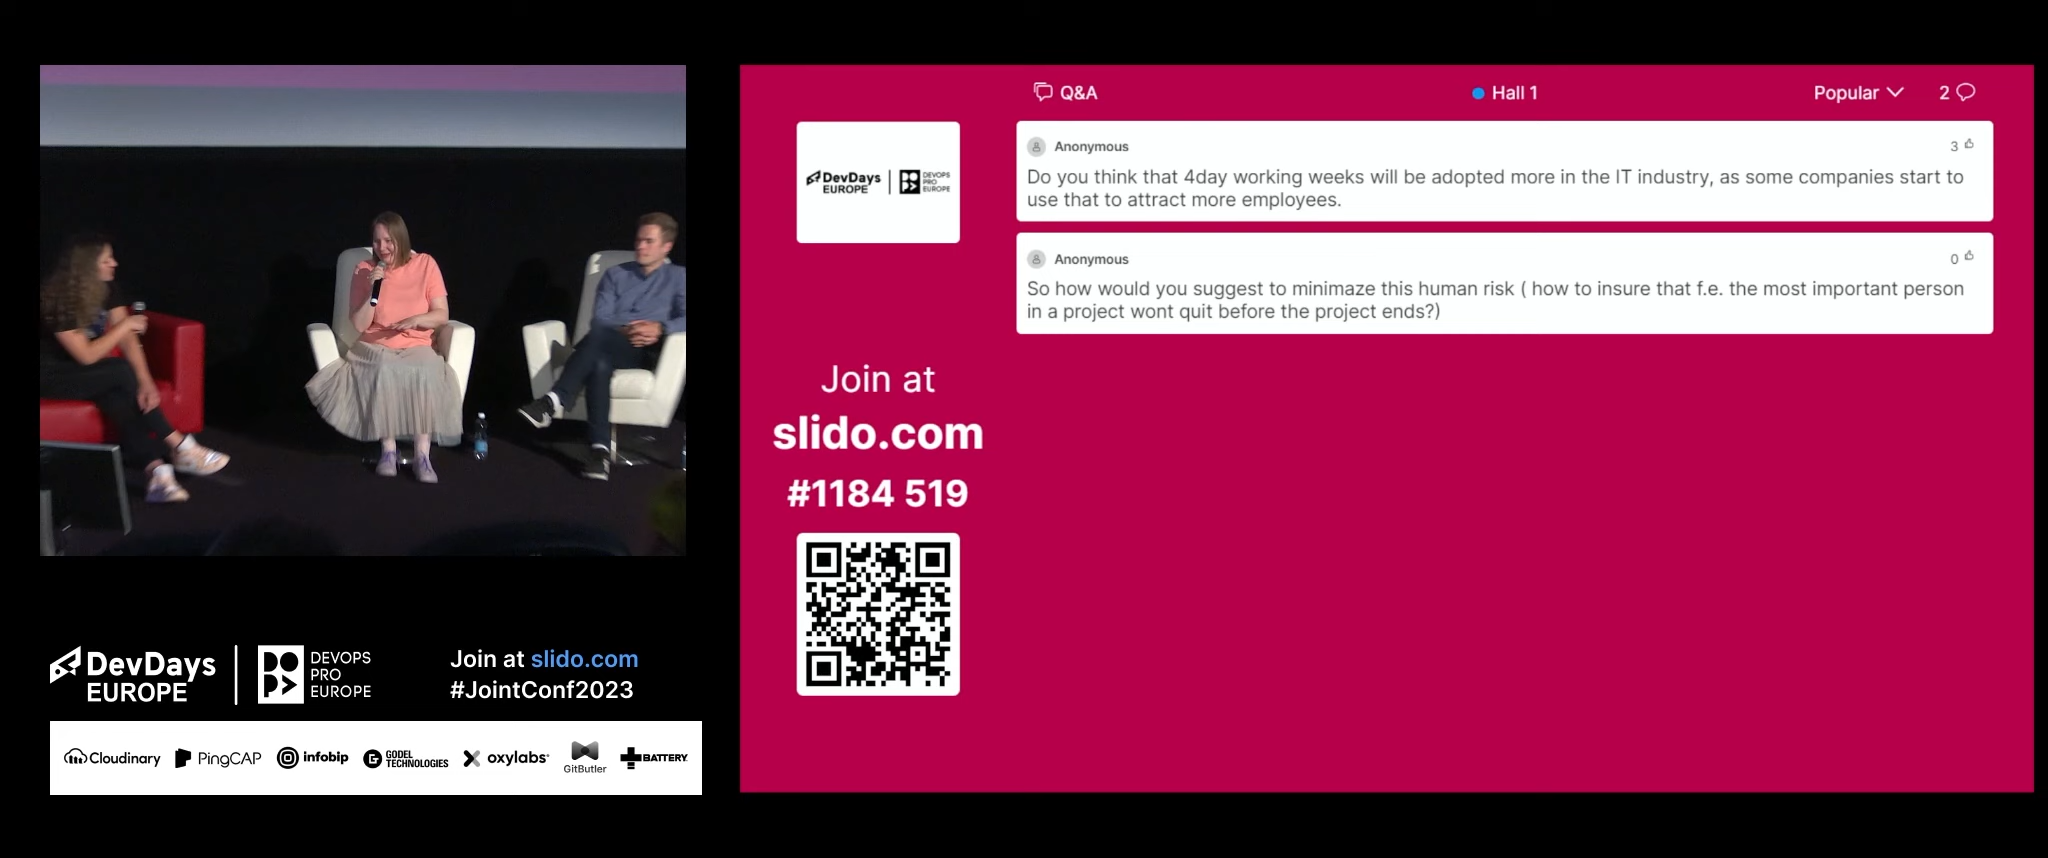 Q&A
Hall 1
Popular
2
DevDays
EUROPE
DEVOPS
PRO
EUROPE
Anonymous
3
Do you think that 4day working weeks will be adopted more in the IT industry, as some companies start to
use that to attract more employees.
Anonymous
0
So how would you suggest to minimaze this human risk ( how to insure that f.e. the most important person
in a project wont quit before the project ends?)
Join at
slido.com
#1184 519
DevDays
EUROPE
DEVOPS
PRO
EUROPE
Join at slido.com
#JointConf2023
Cloudinary
PingCAP
infobip
GODEL
TECHNOLOGIES
oxylabs
GitButler
BATTERY